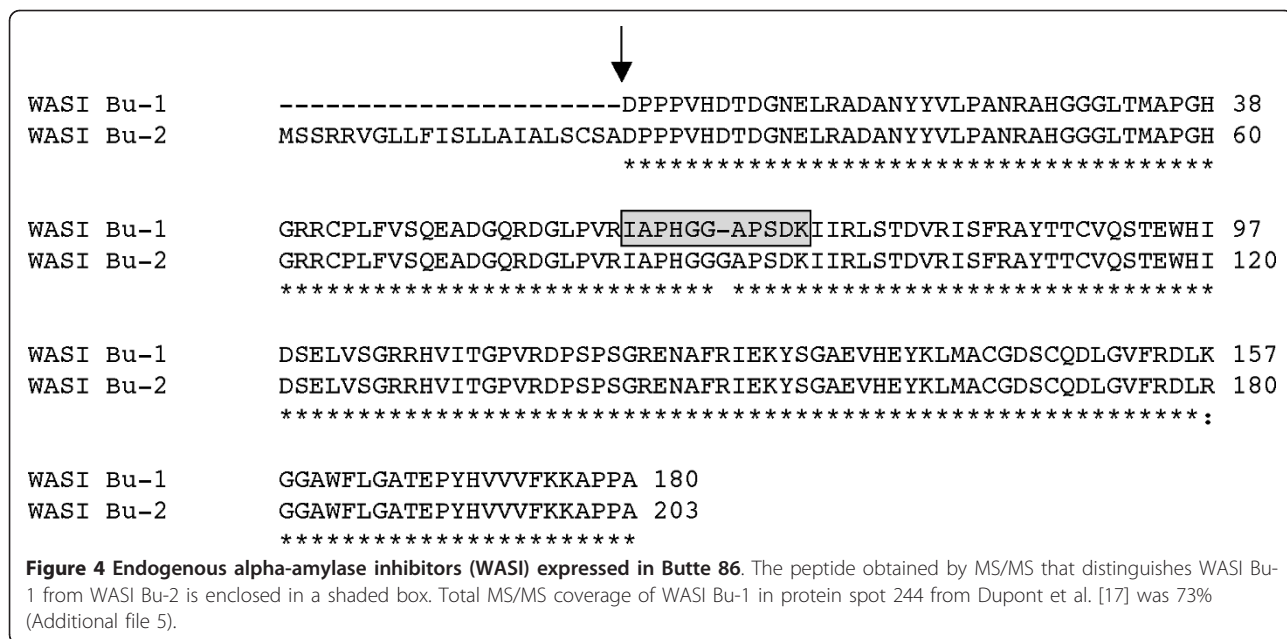 WASI Bu-1 ----------------------DPPPVHDTDGNELRADANYYVLPANRAHGGGLTMAPGH 38
WASI Bu-2 MSSRRVGLLFISLLAIALSCSADPPPVHDTDGNELRADANYYVLPANRAHGGGLTMAPGH 60
**************************************
WASI Bu-1 GRRCPLFVSQEADGQRDGLPVRIAPHGG-APSDKIIRLSTDVRISFRAYTTCVQSTEWHI 97
WASI Bu-2 GRRCPLFVSQEADGQRDGLPVRIAPHGGGAPSDKIIRLSTDVRISFRAYTTCVQSTEWHI 120
**************************** *******************************
WASI Bu-1 DSELVSGRRHVITGPVRDPSPSGRENAFRIEKYSGAEVHEYKLMACGDSCQDLGVFRDLK 157
WASI Bu-2 DSELVSGRRHVITGPVRDPSPSGRENAFRIEKYSGAEVHEYKLMACGDSCQDLGVFRDLR 180
***********************************************************:
WASI Bu-1 GGAWFLGATEPYHVVVFKKAPPA 180
WASI Bu-2 GGAWFLGATEPYHVVVFKKAPPA 203
***********************
Figure 4 Endogenous alpha-amylase inhibitors (WASI) expressed in Butte 86. The peptide obtained by MS/MS that distinguishes WASI Bu-
1 from WASI Bu-2 is enclosed in a shaded box. Total MS/MS coverage of WASI Bu-1 in protein spot 244 from Dupont et al. [17] was 73%
(Additional file 5).